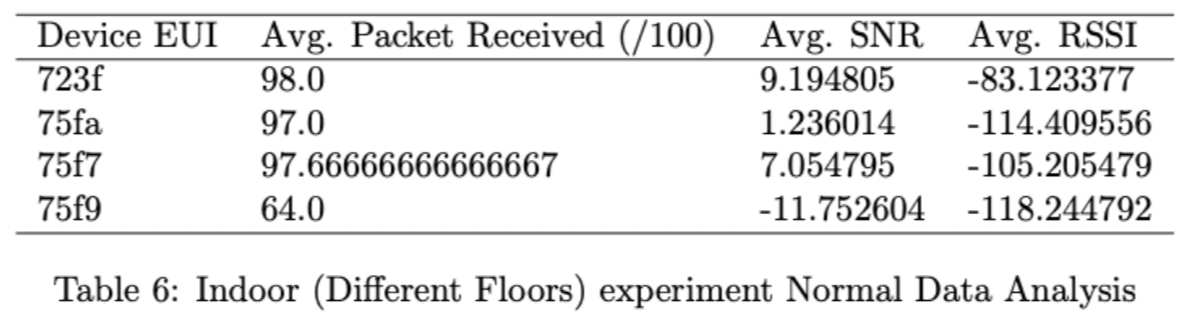 Device EUI Avg. Packet Received (/100) Avg. SNR Avg. RSSI
723f 98.0 9.194805 -83.123377
75fa 97.0 1.236014 -114.409556
75f7 97.66666666666667 7.054795 -105.205479
75f9 64.0 -11.752604 -118.244792
Table 6: Indoor (Different Floors) experiment Normal Data Analysis